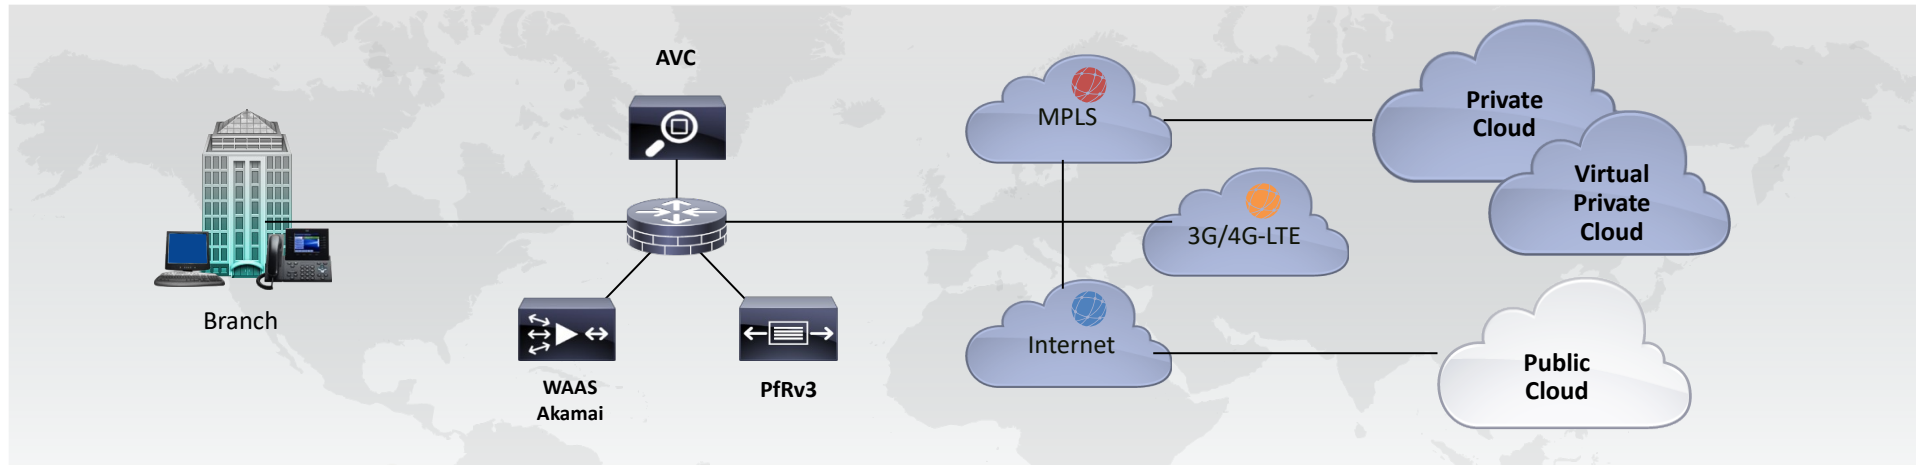 AVC
MPLS
Private
Cloud
Virtual
Private
Cloud
3G/4G-LTE
Branch
Internet
Public
Cloud
WAAS
Akamai
PfRv3